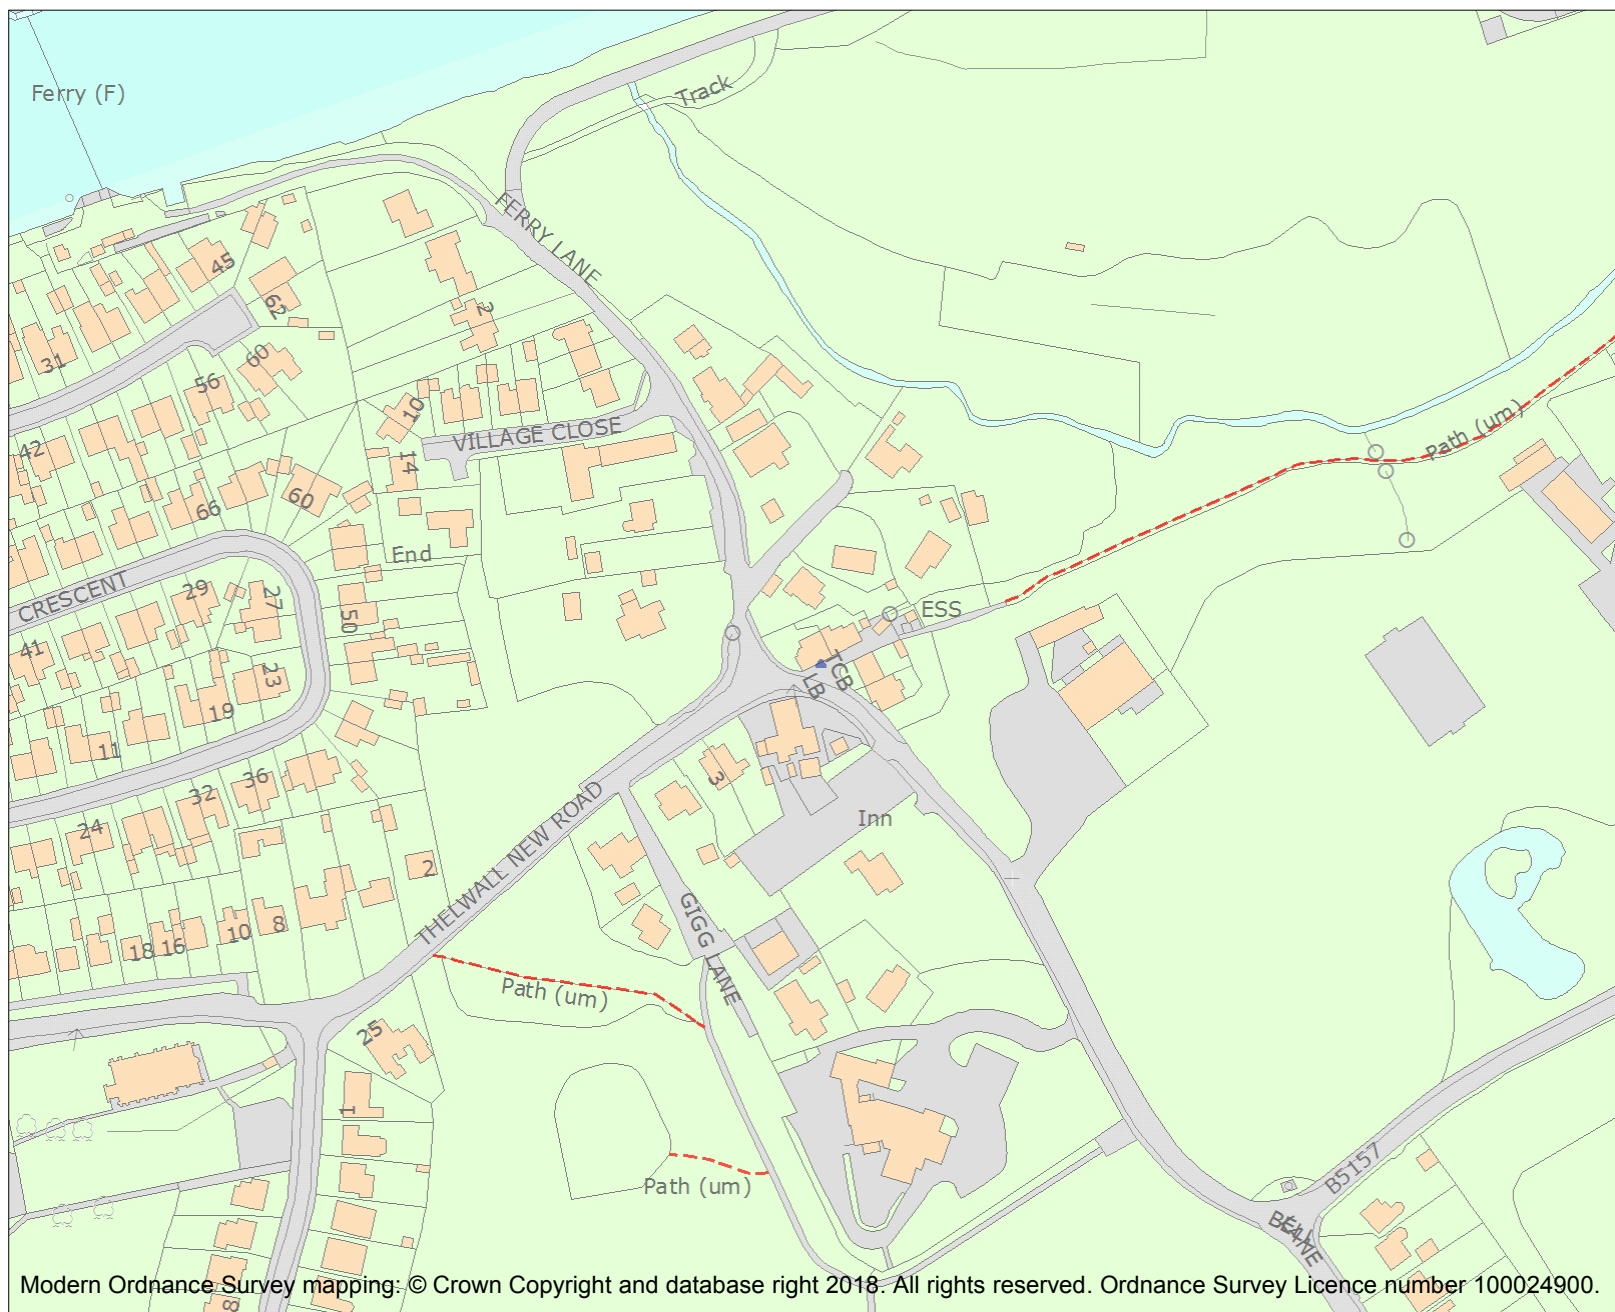 Ferry (F)
Track
FERRY LANE
45
62
2
31
60
56
10
42
VILLAGE CLOSE
14
Path (um)
60
66
End
CRESCENT
29
27
50
41
ESS
TCB
LB
23
19
11
3
36
32
24
Inn
THELWALL NEW ROAD
2
GIGG LANE
18
16
10
8
Path (um)
25
1
B5157
Path (um)
8
Modern Ordnance Survey mapping: © Crown Copyright and database right 2018. All rights reserved. Ordnance Survey Licence number 100024900.